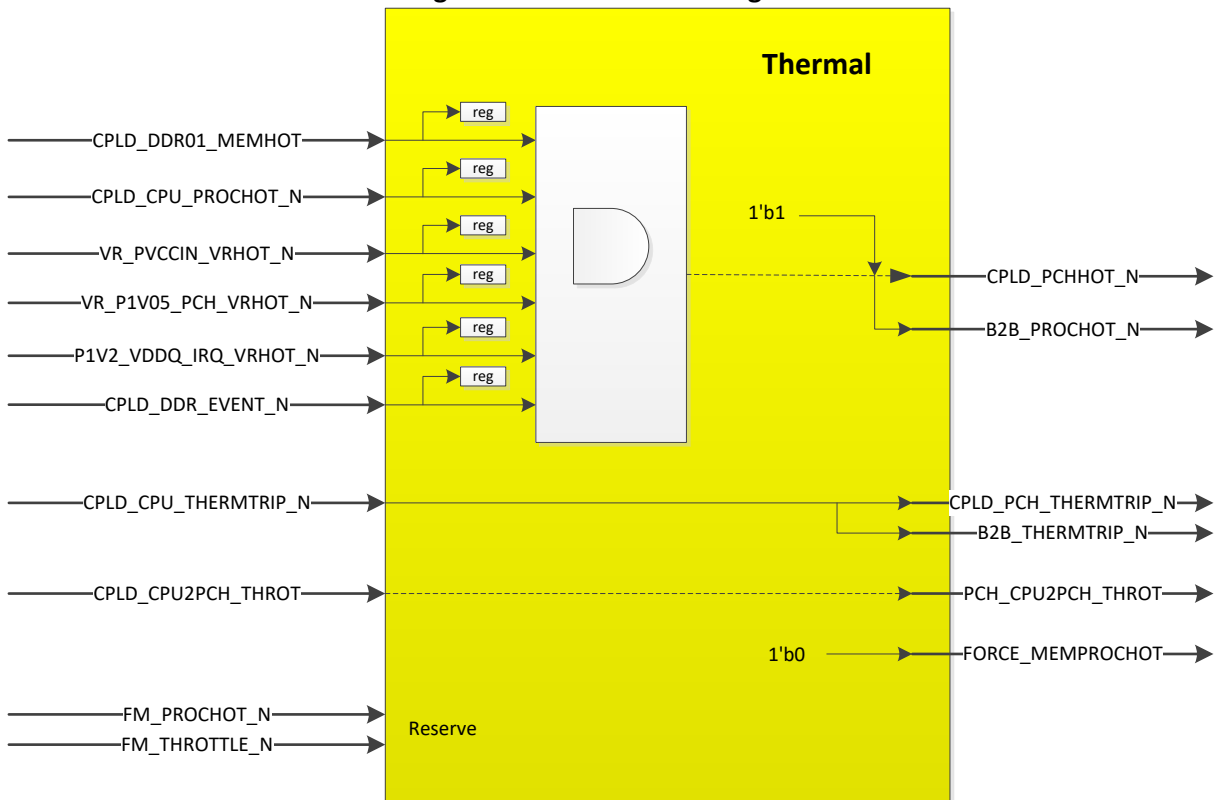 Thermal
reg
CPLD_DDR01_MEMHOT
reg
CPLD_CPU_PROCHOT_N
1'b1
reg
VR_PVCCIN_VRHOT_N
reg
CPLD_PCHHOT_N
VR_P1V05_PCH_VRHOT_N
reg
B2B_PROCHOT_N
P1V2_VDDQ_IRQ_VRHOT_N
reg
CPLD_DDR_EVENT_N
CPLD_CPU_THERMTRIP_N
CPLD_PCH_THERMTRIP_N
B2B_THERMTRIP_N
CPLD_CPU2PCH_THROT
PCH_CPU2PCH_THROT
1'b0
FORCE_MEMPROCHOT
FM_PROCHOT_N
Reserve
FM_THROTTLE_N